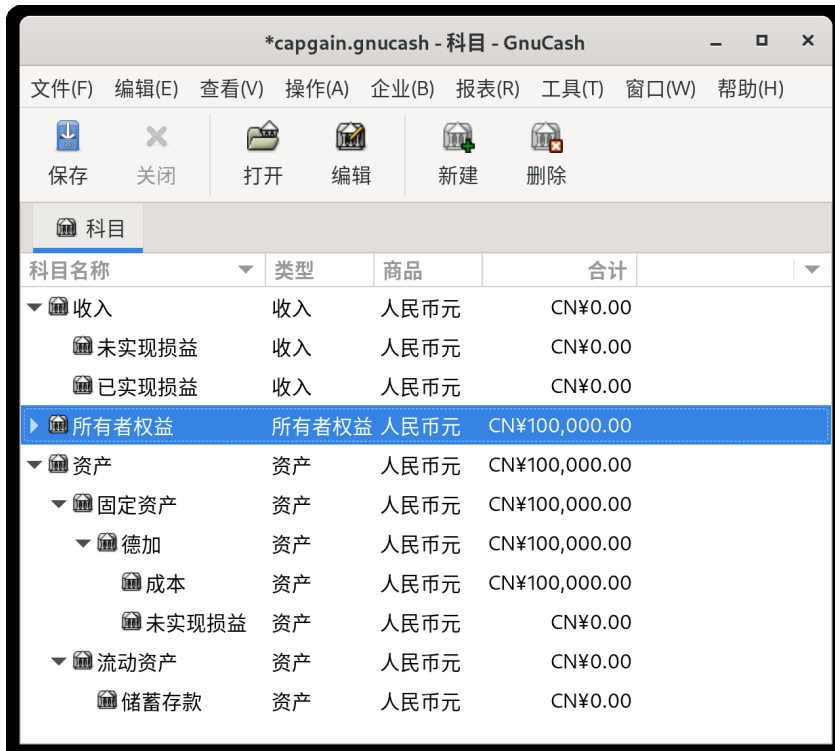 *capgain.gnucash - 科目 - GnuCash
文件(F) 编辑(E) 查看(V) 操作(A) 企业(B) 报表(R) 工具(T) 窗口(W) 帮助(H)
保存 关闭 打开 编辑 新建 删除
科目
科目名称 类型 商品 合计
收入 收入 人民币元 CN¥0.00
未实现损益 收入 人民币元 CN¥0.00
已实现损益 收入 人民币元 CN¥0.00
所有者权益 所有者权益 人民币元 CN¥100,000.00
资产 资产 人民币元 CN¥100,000.00
固定资产 资产 人民币元 CN¥100,000.00
德加 资产 人民币元 CN¥100,000.00
成本 资产 人民币元 CN¥100,000.00
未实现损益 资产 人民币元 CN¥0.00
流动资产 资产 人民币元 CN¥0.00
储蓄存款 资产 人民币元 CN¥0.00